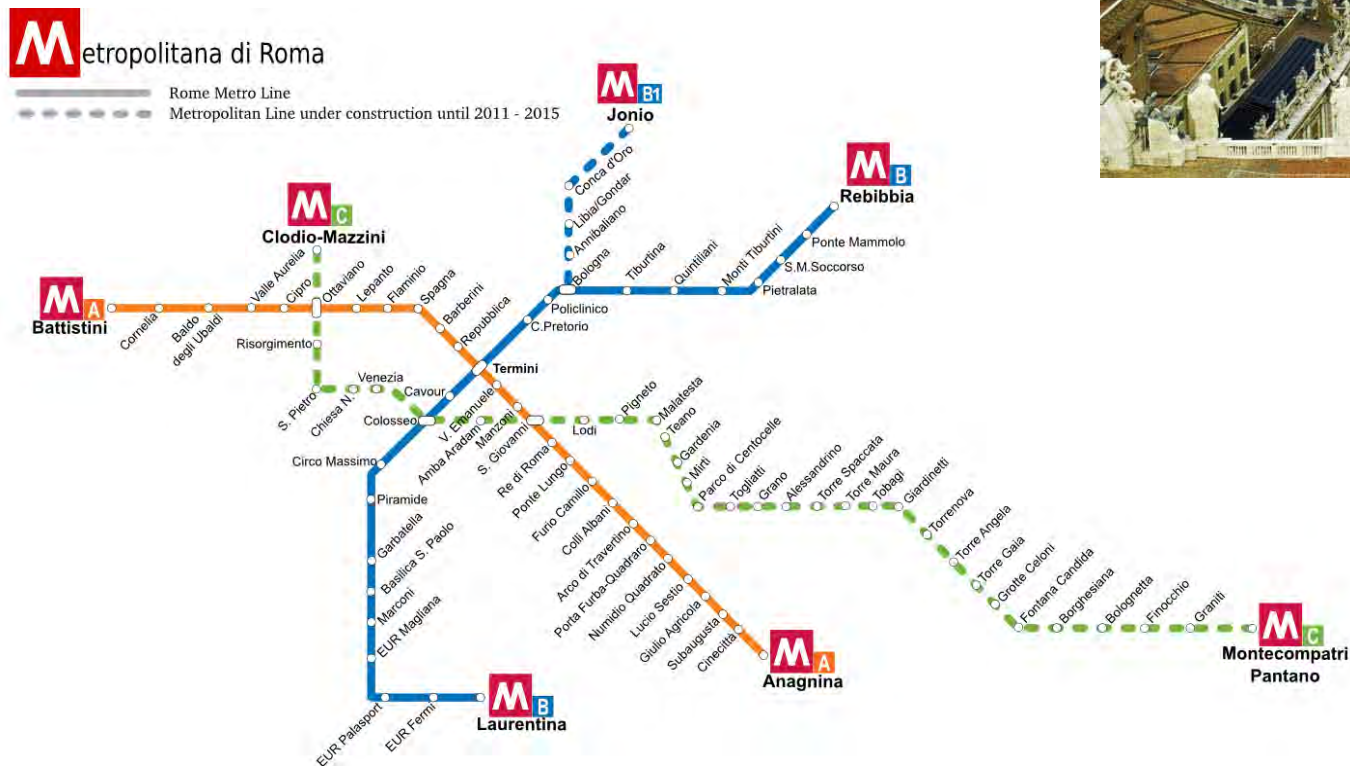 Metropolitana di Roma
Rome Metro Line
Metropolitan Line under construction until 2011 - 2015
M B1
Jonio
Conca d'Oro
Libia/Gondar
Annibaliano
Bologna
M B
Rebibbia
Ponte Mammolo
S.M.Soccorso
Pietralata
Monti Tiburtini
Quintiliani
Tiburtina
Policlinico
C.Pretorio
M C
Clodio-Mazzini
M A
Battistini
Cornelia
Baldo
degli Ubaldi
Valle Aurelia
Cipro
Ottaviano
Lepanto
Flaminio
Spagna
Barberini
Repubblica
Termini
Risorgimento
S. Pietro
Chiesa N.
Venezia
Cavour
Colosseo
V. Emanuele
Amba Aradam
Manzoni
S. Giovanni
Lodi
Pigneto
Malatesta
Teano
Gardenia
Mirti
Parco di Centocelle
Togliatti
Grano
Alessandrino
Torre Spaccata
Torre Maura
Tobagi
Giardinetti
Torrenova
Torre Angela
Torre Gaia
Grotte Celoni
Fontana Candida
Borghesiana
Bolognetta
Finocchio
Graniti
M C
Montecompatri
Pantano
Circo Massimo
Piramide
Garbatella
Basilica S. Paolo
Marconi
EUR Magliana
EUR Palasport
EUR Fermi
M B
Laurentina
Re di Roma
Ponte Lungo
Furio Camillo
Colli Albani
Arco di Travertino
Porta Furba-Quadraro
Numidio Quadrato
Lucio Sestio
Giulio Agricola
Subaugusta
Cinecittà
M A
Anagnina